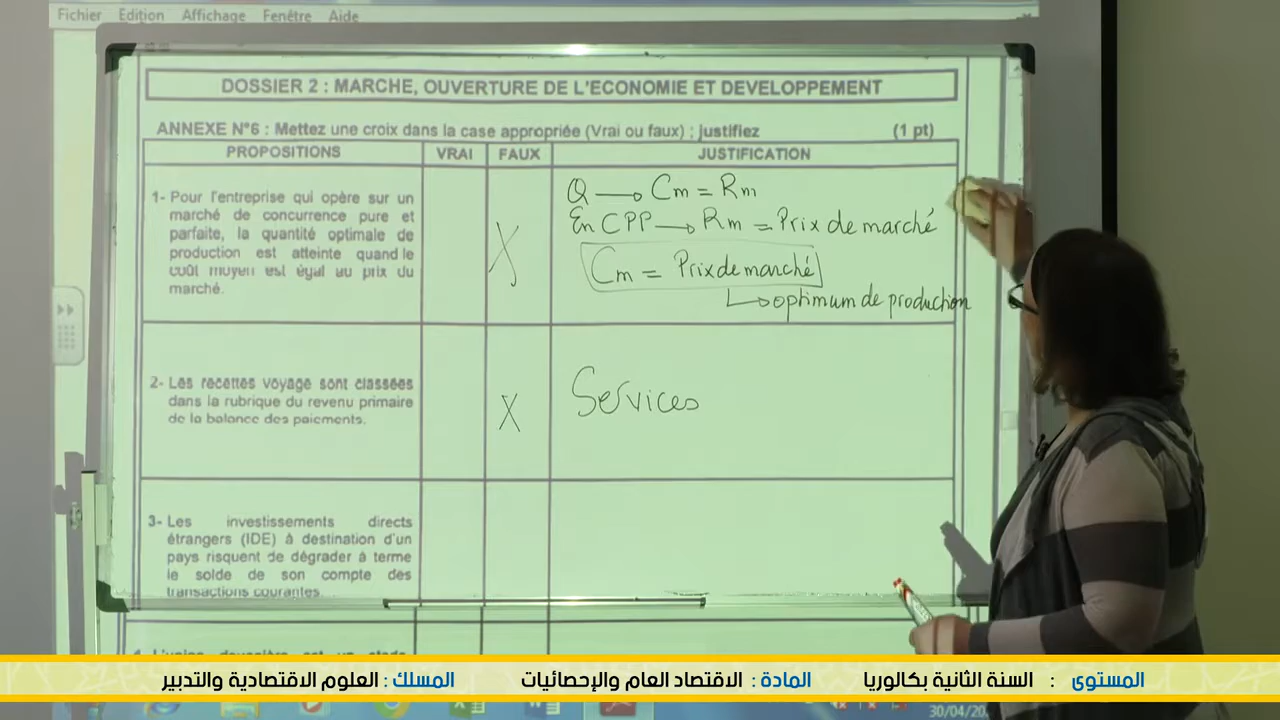 Fichier Edition Affichage Fenêtre Aide
DOSSIER 2 : MARCHE, OUVERTURE DE L'ECONOMIE ET DEVELOPPEMENT
ANNEXE N°6 : Mettez une croix dans la case appropriée (Vrai ou faux) ; justifiez (1 pt)
PROPOSITIONS VRAI FAUX JUSTIFICATION
1- Pour l'entreprise qui opère sur un
marché de concurrence pure et
parfaite, la quantité optimale de
production est atteinte quand le
coût moyen est égal au prix du
marché.
X
Q → Cm = Rm
En CPP → Rm = Prix de marché
Cm = Prix de marché
↳ optimum de production
2- Les recettes voyage sont classées
dans la rubrique du revenu primaire
de la balance des paiements.
X
Services
3- Les investissements directs
étrangers (IDE) à destination d'un
pays risquent de dégrader à terme
le solde de son compte des
transactions courantes.
المستوى : السنة الثانية بكالوريا المادة : الاقتصاد العام والإحصائيات المسلك : العلوم الاقتصادية والتدبير